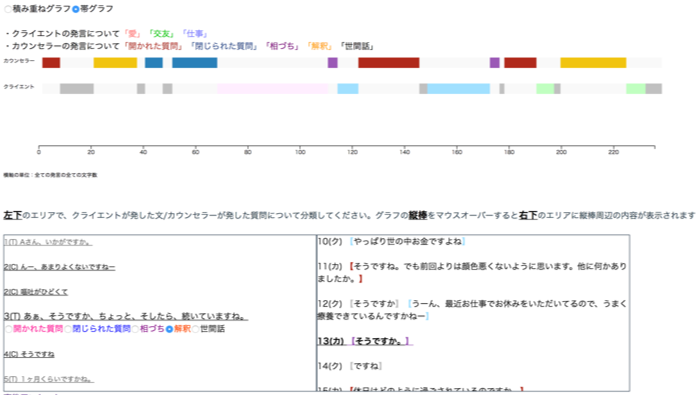 積み重ねグラフ 帯グラフ
・クライエントの発言について「愛」「交友」「仕事」
・カウンセラーの発言について「開かれた質問」「閉じられた質問」「相づち」「解釈」「世間話」
カウンセラー
クライエント
0 20 40 60 80 100 120 140 160 180 200 220
横軸の単位：全ての発言の全ての文字数
左下のエリアで、クライエントが発した文/カウンセラーが発した質問について分類してください。グラフの縦棒をマウスオーバーすると右下のエリアに縦棒周辺の内容が表示されます
1(T) Aさん、いかがですか。
2(C) んー、あまりよくないですねー
2(C) 嘔吐がひどくて
3(T) あぁ、そうですか、ちょっと、そしたら、続いていますね。
開かれた質問 閉じられた質問 相づち 解釈 世間話
4(C) そうですね
5(T) 1ヶ月くらいですかね。
10(ク) [やっぱり世の中お金ですよね]
11(カ) 【そうですね。でも前回よりは顔色悪くないように思います。他に何かあり
ましたか。】
12(ク) [そうですか] [うーん、最近お仕事でお休みをいただいてるので、うまく
療養できているんですかねー]
13(カ) 【そうですか。】
14(ク) [ですね]
15(カ) 【休日はどのように過ごされているのですか。】